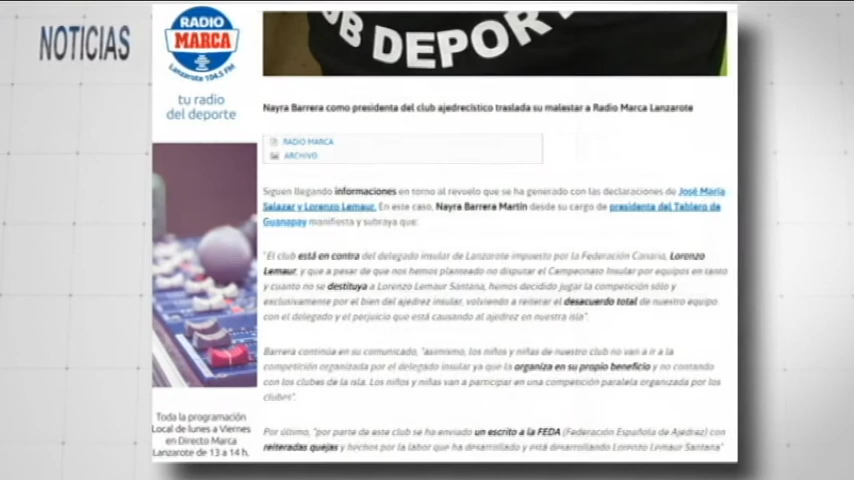 NOTICIAS
RADIO
MARCA
Lanzarote 104.5 FM
tu radio
del deporte
UB DEPOR
Nayra Barrera como presidenta del club ajedrecístico traslada su malestar a Radio Marca Lanzarote
RADIO MARCA
ARCHIVO
Siguen llegando informaciones en torno al revuelo que se ha generado con las declaraciones de José María
Salazar y Lorenzo Lemaur. En este caso, Nayra Barrera Martín desde su cargo de presidenta del Tablero de
Guanapay manifiesta y subraya que:
"El club está en contra del delegado insular de Lanzarote impuesto por la Federación Canaria, Lorenzo
Lemaur, y que a pesar de que nos hemos planteado no disputar el Campeonato Insular por equipos en tanto
y cuanto no se destituya a Lorenzo Lemaur Santana, hemos decidido jugar la competición sólo y
exclusivamente por el bien del ajedrez insular, volviendo a reiterar el desacuerdo total de nuestro equipo
con el delegado y el perjuicio que está causando al ajedrez en nuestra isla".
Barrera continúa en su comunicado, "asimismo, los niños y niñas de nuestro club no van a ir a la
competición organizada por el delegado insular ya que la organiza en su propio beneficio y no contando
con los clubes de la isla. Los niños y niñas van a participar en una competición paralela organizada por los
clubes".
Por último, "por parte de este club se ha enviado un escrito a la FEDA (Federación Española de Ajedrez) con
reiteradas quejas y hechos por la labor que ha desarrollado y está desarrollando Lorenzo Lemaur Santana"
Toda la programación
Local de lunes a Viernes
en Directo Marca
Lanzarote de 13 a 14 h.